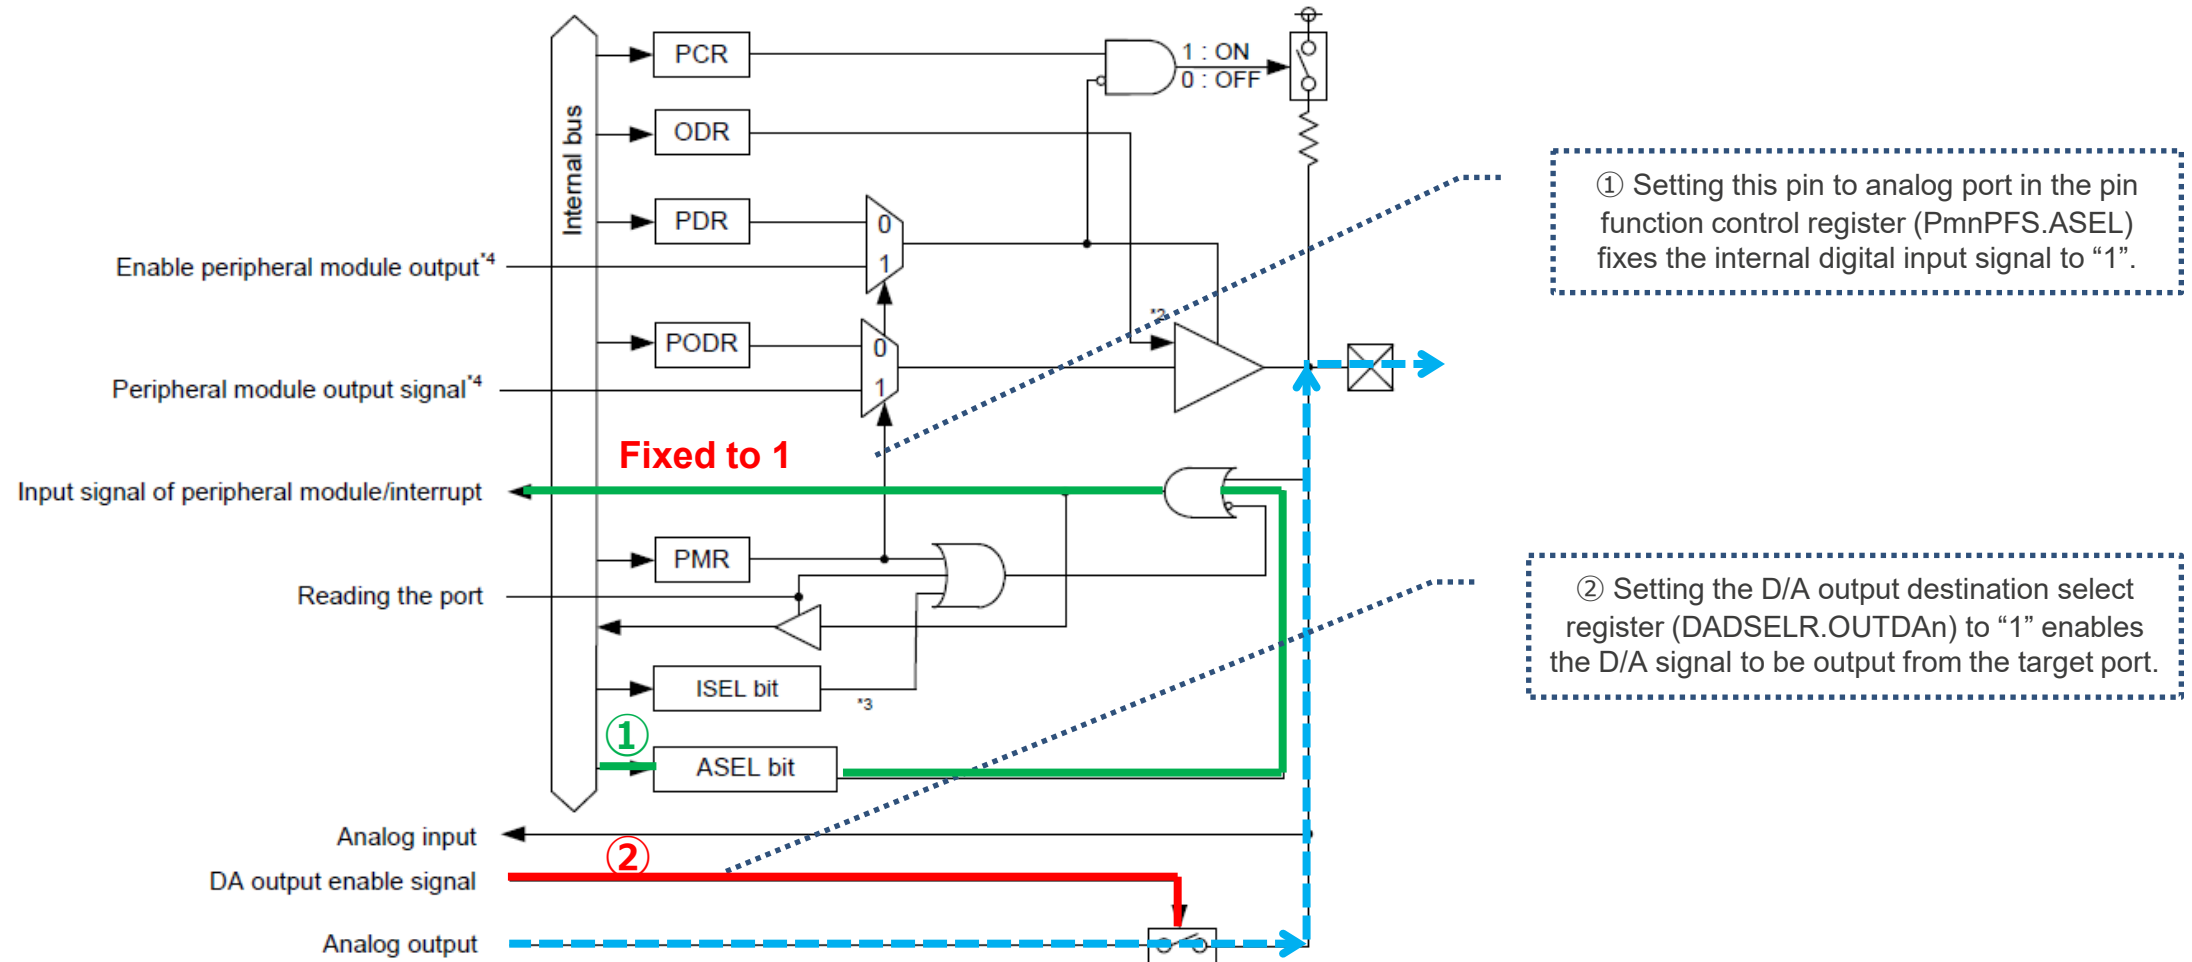 PCR
1 : ON
0 : OFF
ODR
Internal bus
PDR
0
1
Enable peripheral module output*4
*2
PODR
0
1
Peripheral module output signal*4
Fixed to 1
Input signal of peripheral module/interrupt
PMR
Reading the port
ISEL bit
*3
①
ASEL bit
Analog input
②
DA output enable signal
Analog output
① Setting this pin to analog port in the pin
function control register (PmnPFS.ASEL)
fixes the internal digital input signal to “1”.
② Setting the D/A output destination select
register (DADSELR.OUTDAn) to “1” enables
the D/A signal to be output from the target port.